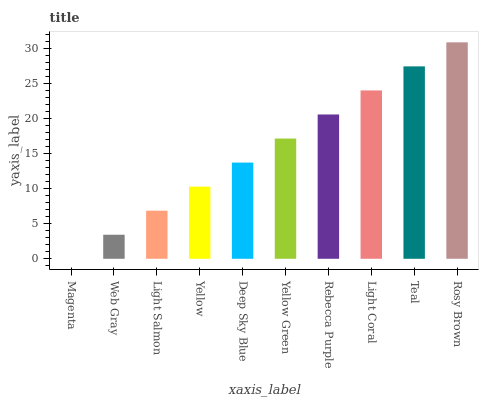 title
yaxis_label
30
25
20
15
10
5
0
Magenta
Web Gray
Light Salmon
Yellow
Deep Sky Blue
Yellow Green
Rebecca Purple
Light Coral
Teal
Rosy Brown
xaxis_label